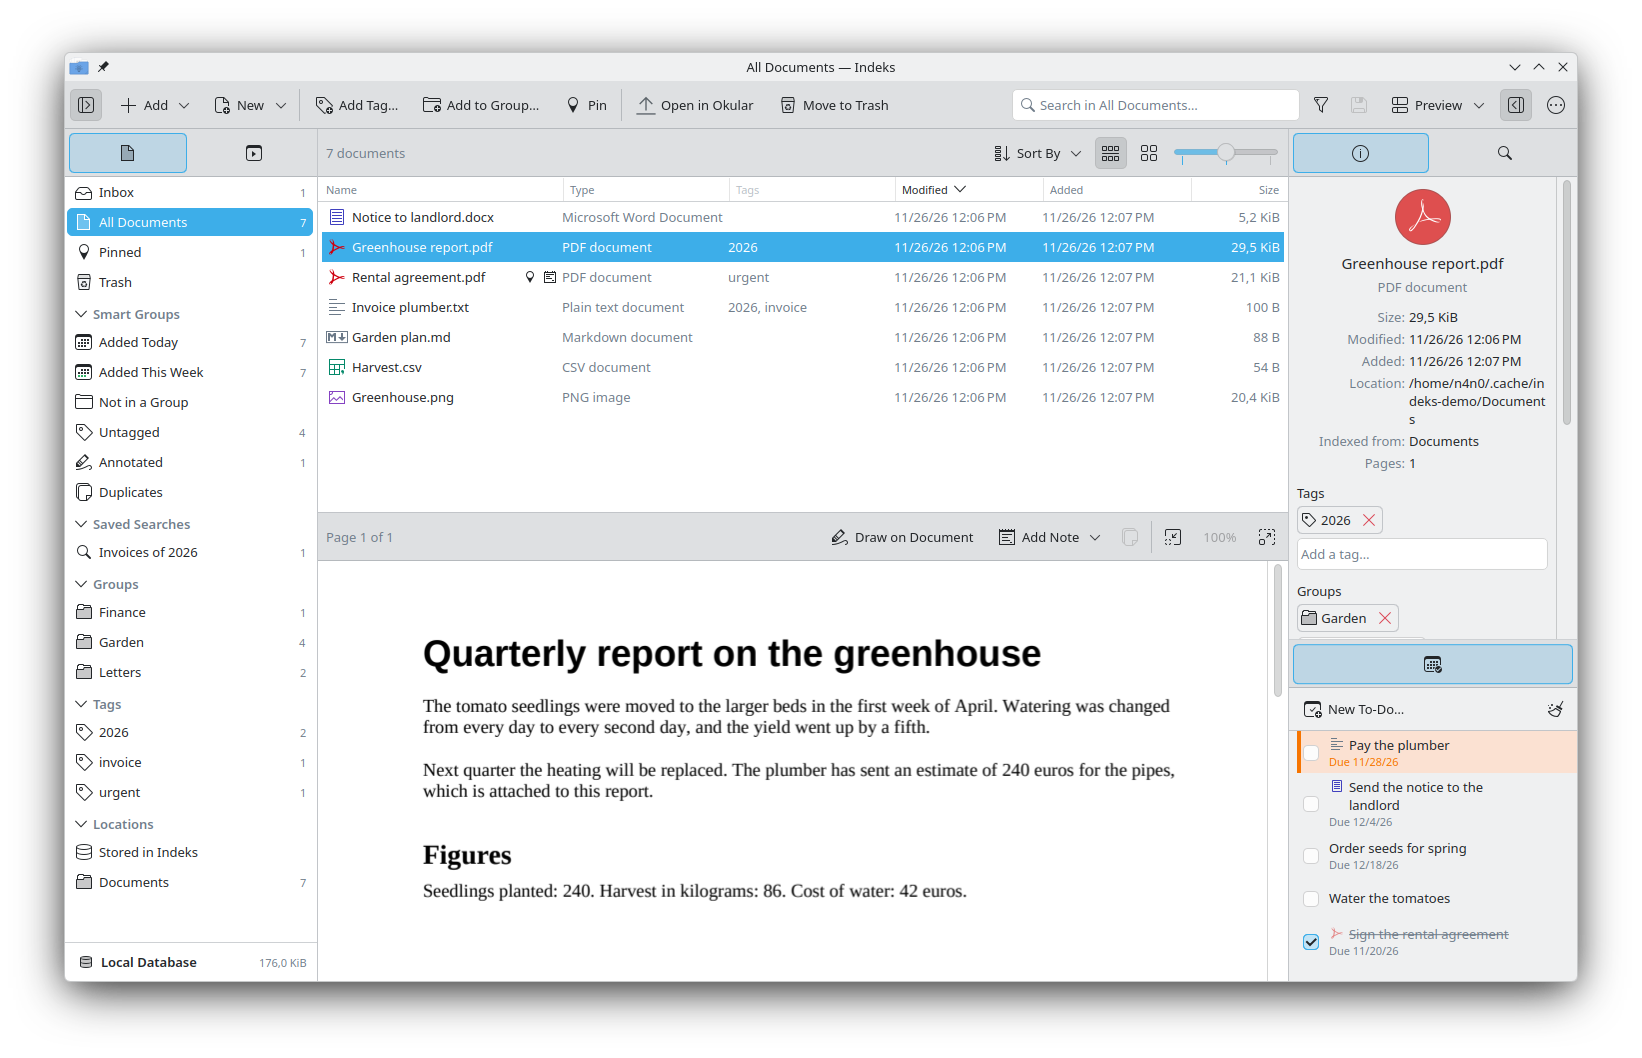 All Documents — Indeks
Add
New
Add Tag...
Add to Group...
Pin
Open in Okular
Move to Trash
Search in All Documents...
Preview
7 documents
Sort By
Inbox 1
All Documents 7
Pinned 1
Trash
Smart Groups
Added Today 7
Added This Week 7
Not in a Group
Untagged 4
Annotated 1
Duplicates
Saved Searches
Invoices of 2026 1
Groups
Finance 1
Garden 4
Letters 2
Tags
2026 2
invoice 1
urgent 1
Locations
Stored in Indeks
Documents 7
Local Database 176,0 KiB
Name Type Tags Modified Added Size
Notice to landlord.docx Microsoft Word Document 11/26/26 12:06 PM 11/26/26 12:07 PM 5,2 KiB
Greenhouse report.pdf PDF document 2026 11/26/26 12:06 PM 11/26/26 12:07 PM 29,5 KiB
Rental agreement.pdf PDF document urgent 11/26/26 12:06 PM 11/26/26 12:07 PM 21,1 KiB
Invoice plumber.txt Plain text document 2026, invoice 11/26/26 12:06 PM 11/26/26 12:07 PM 100 B
Garden plan.md Markdown document 11/26/26 12:06 PM 11/26/26 12:07 PM 88 B
Harvest.csv CSV document 11/26/26 12:06 PM 11/26/26 12:07 PM 54 B
Greenhouse.png PNG image 11/26/26 12:06 PM 11/26/26 12:07 PM 20,4 KiB
Page 1 of 1
Draw on Document
Add Note
100%
Quarterly report on the greenhouse
The tomato seedlings were moved to the larger beds in the first week of April. Watering was changed
from every day to every second day, and the yield went up by a fifth.
Next quarter the heating will be replaced. The plumber has sent an estimate of 240 euros for the pipes,
which is attached to this report.
Figures
Seedlings planted: 240. Harvest in kilograms: 86. Cost of water: 42 euros.
Greenhouse report.pdf
PDF document
Size: 29,5 KiB
Modified: 11/26/26 12:06 PM
Added: 11/26/26 12:07 PM
Location: /home/n4n0/.cache/in
deks-demo/Document
s
Indexed from: Documents
Pages: 1
Tags
2026
Add a tag...
Groups
Garden
New To-Do...
Pay the plumber
Due 11/28/26
Send the notice to the
landlord
Due 12/4/26
Order seeds for spring
Due 12/18/26
Water the tomatoes
Sign the rental agreement
Due 11/20/26